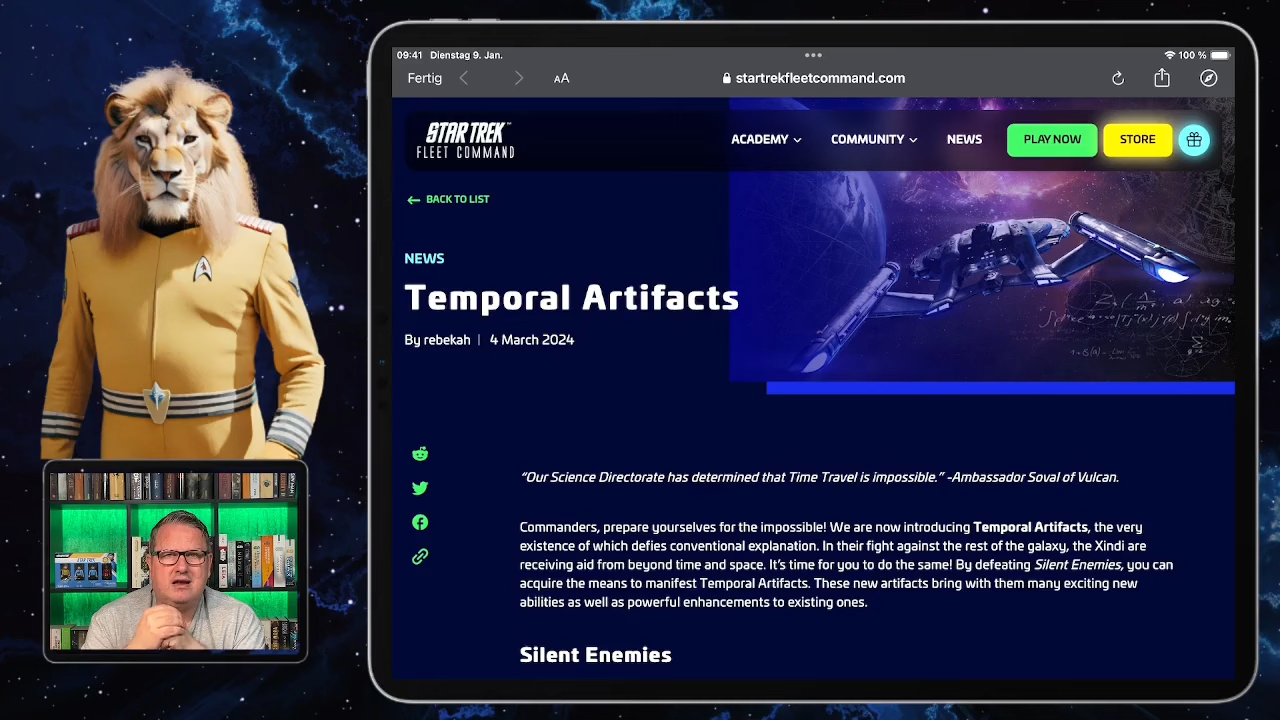 09:41 Dienstag 9. Jan.
100 %
Fertig
AA
startrekfleetcommand.com
STAR TREK
FLEET COMMAND
ACADEMY
COMMUNITY
NEWS
PLAY NOW
STORE
BACK TO LIST
NEWS
Temporal Artifacts
By rebekah | 4 March 2024
“Our Science Directorate has determined that Time Travel is impossible.” -Ambassador Soval of Vulcan.
Commanders, prepare yourselves for the impossible! We are now introducing Temporal Artifacts, the very
existence of which defies conventional explanation. In their fight against the rest of the galaxy, the Xindi are
receiving aid from beyond time and space. It’s time for you to do the same! By defeating Silent Enemies, you can
acquire the means to manifest Temporal Artifacts. These new artifacts bring with them many exciting new
abilities as well as powerful enhancements to existing ones.
Silent Enemies